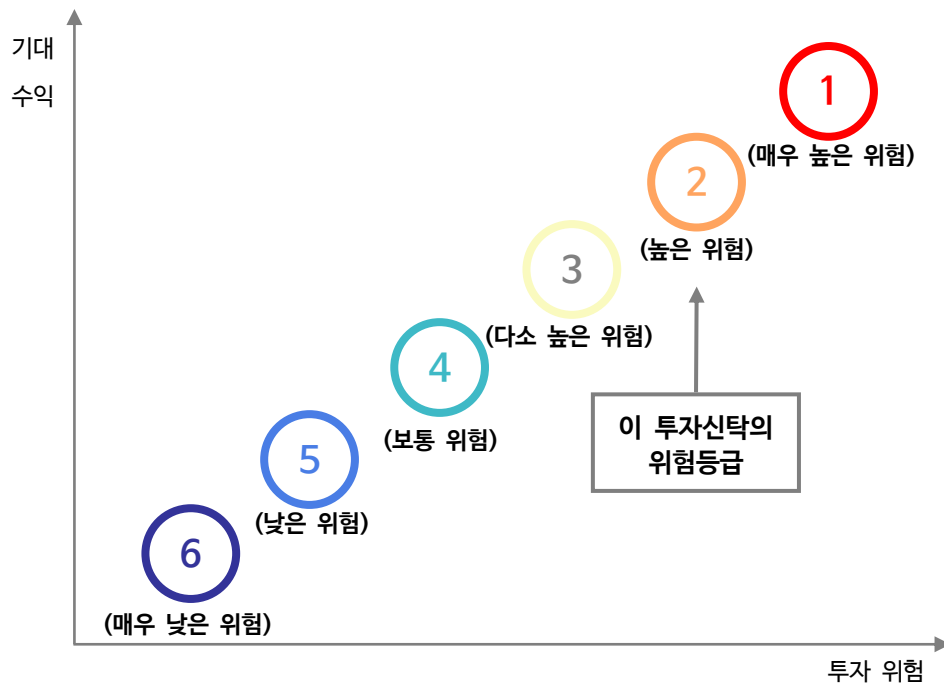 기대
수익
1
(매우 높은 위험)
2
(높은 위험)
3
(다소 높은 위험)
4
(보통 위험)
이 투자신탁의
위험등급
5
(낮은 위험)
6
(매우 낮은 위험)
투자 위험